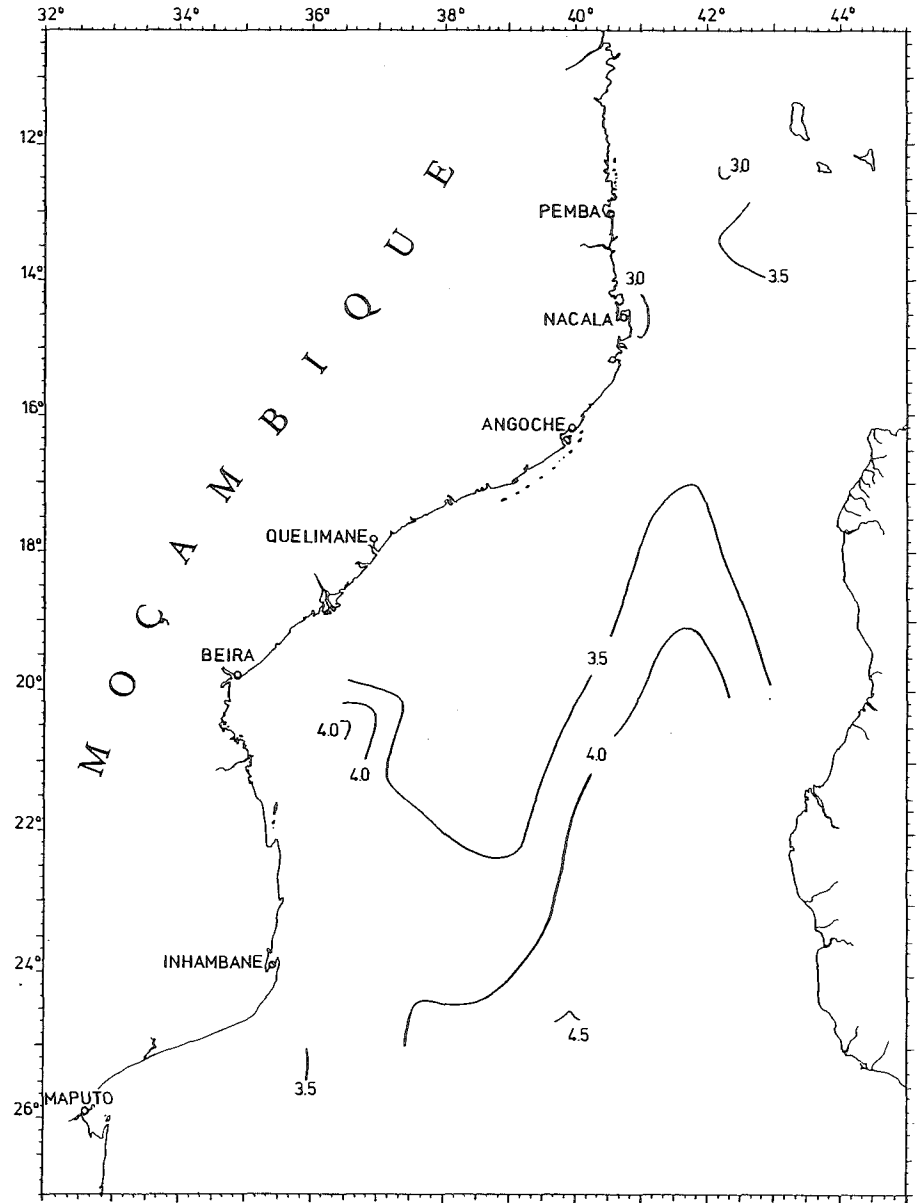 32° 34° 36° 38° 40° 42° 44°
12°
3.0
PEMBA
3.5
14°
3.0
NACALA
16°
ANGOCHE
MOÇAMBIQUE
QUELIMANE
18°
BEIRA
3.5
20°
4.0
4.0
4.0
22°
INHAMBANE
24°
4.5
3.5
MAPUTO
26°